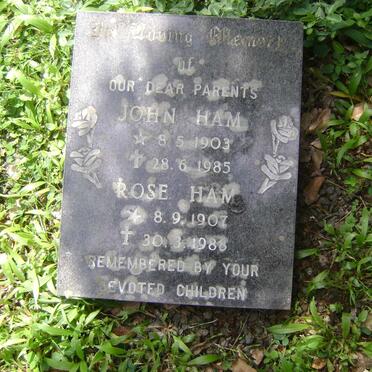 In Loving Memory
of
OUR DEAR PARENTS
JOHN HAM
* 8.5.1903
† 28.6.1985
ROSE HAM
* 8.9.1907
† 30.3.1988
REMEMBERED BY YOUR
DEVOTED CHILDREN